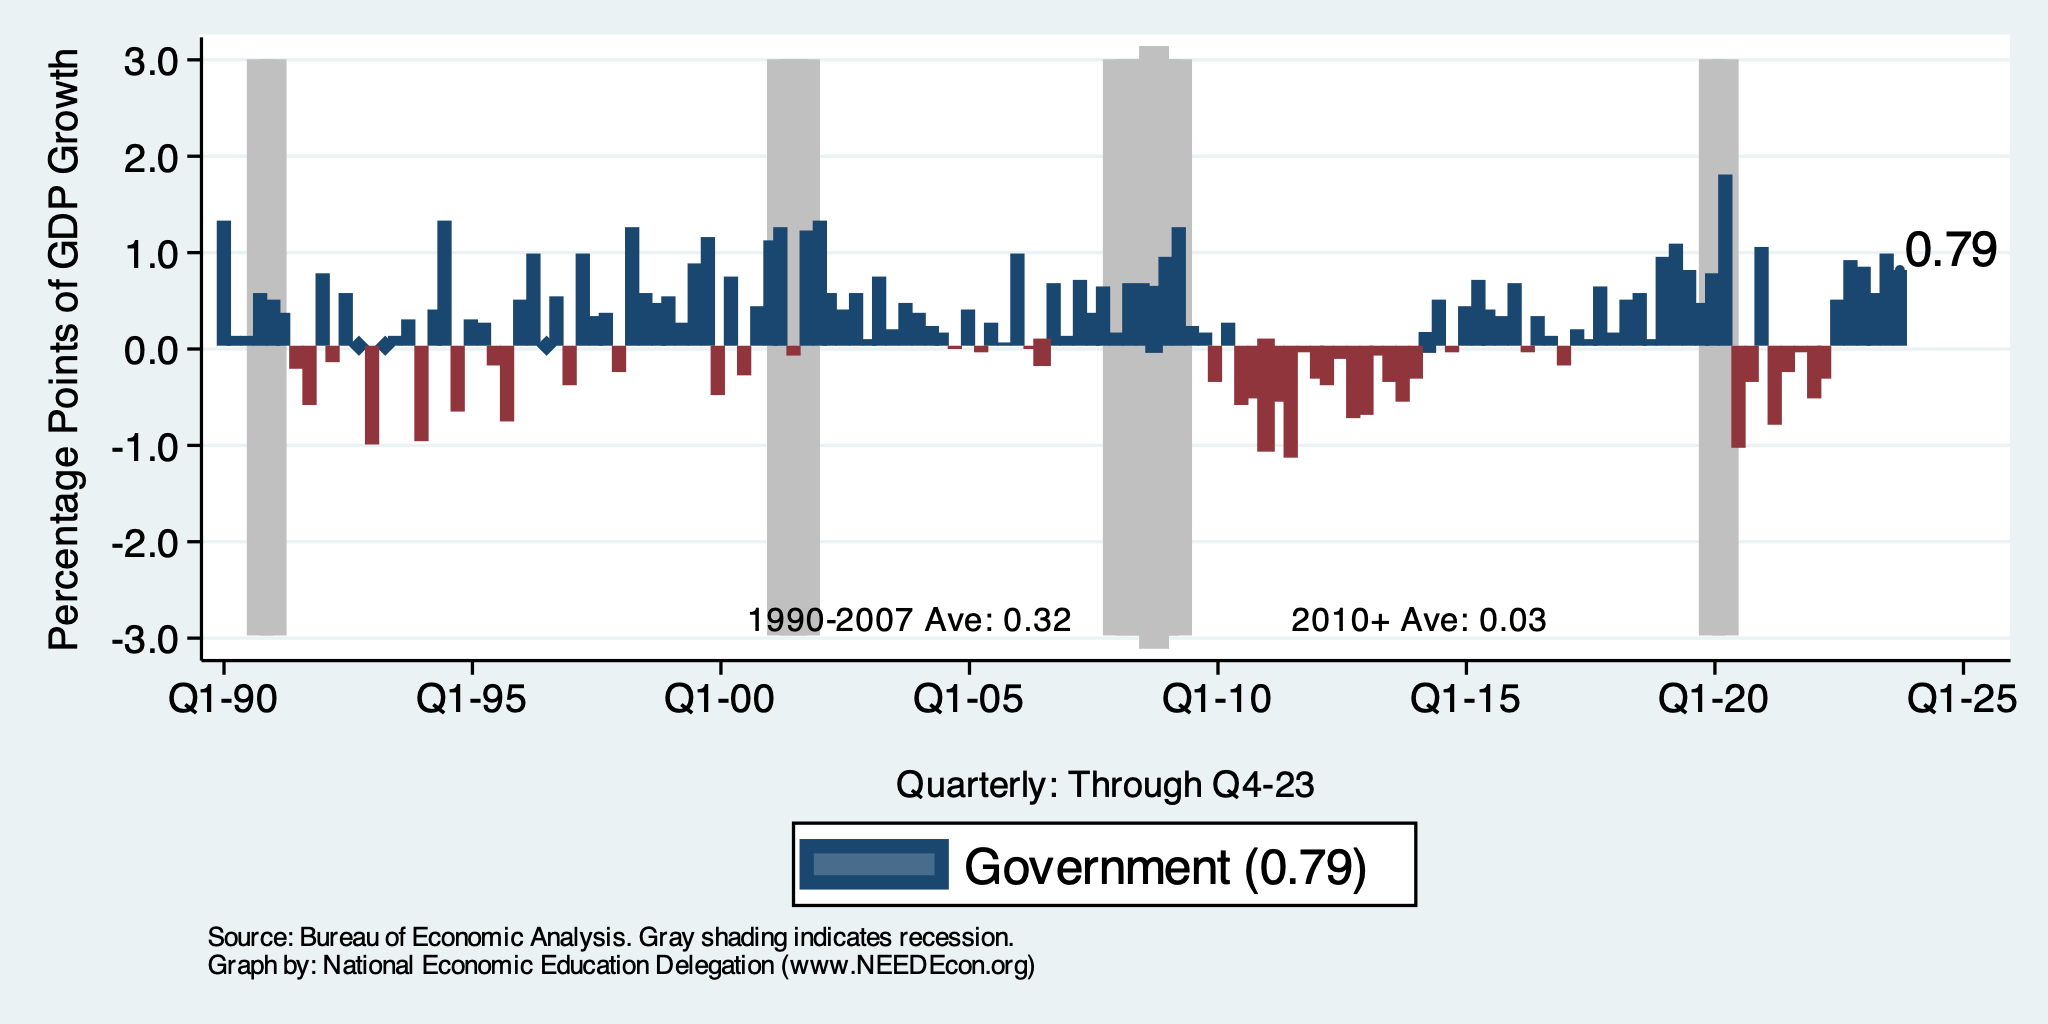 Percentage Points of GDP Growth
3.0
2.0
1.0
0.0
-1.0
-2.0
-3.0
0.79
1990-2007 Ave: 0.32
2010+ Ave: 0.03
Q1-90
Q1-95
Q1-00
Q1-05
Q1-10
Q1-15
Q1-20
Q1-25
Quarterly: Through Q4-23
Government (0.79)
Source: Bureau of Economic Analysis. Gray shading indicates recession.
Graph by: National Economic Education Delegation (www.NEEDEcon.org)